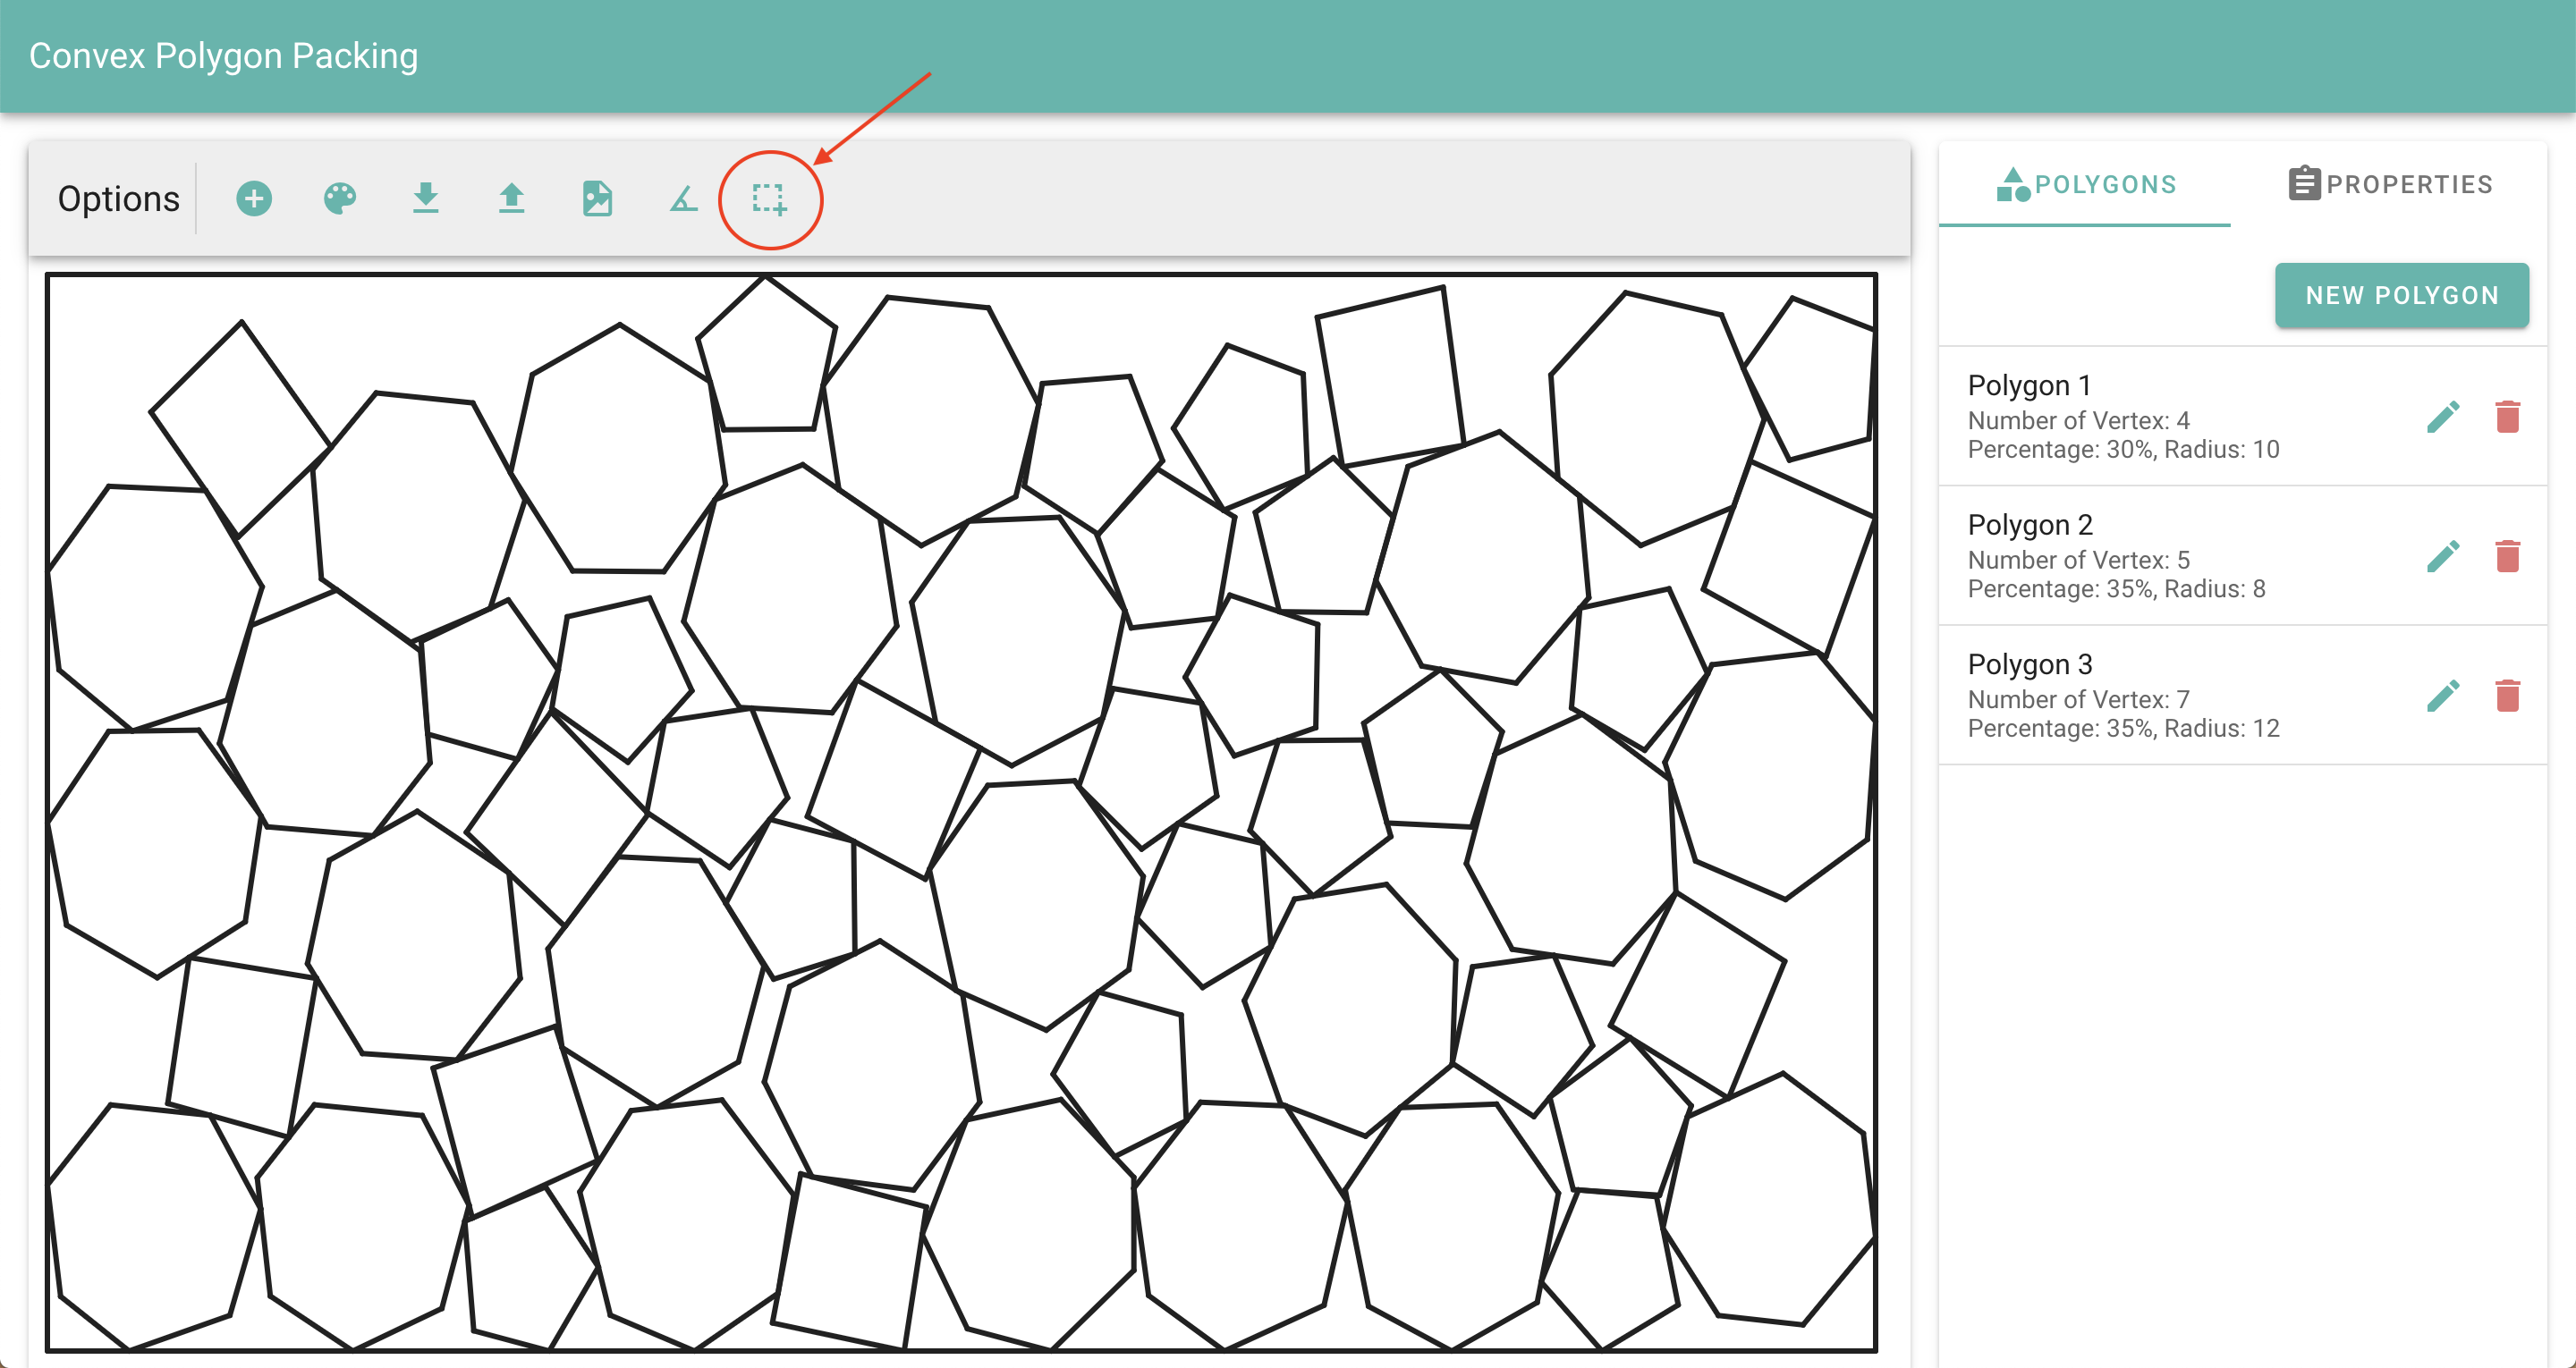 Convex Polygon Packing
Options
POLYGONS
PROPERTIES
NEW POLYGON
Polygon 1
Number of Vertex: 4
Percentage: 30%, Radius: 10
Polygon 2
Number of Vertex: 5
Percentage: 35%, Radius: 8
Polygon 3
Number of Vertex: 7
Percentage: 35%, Radius: 12